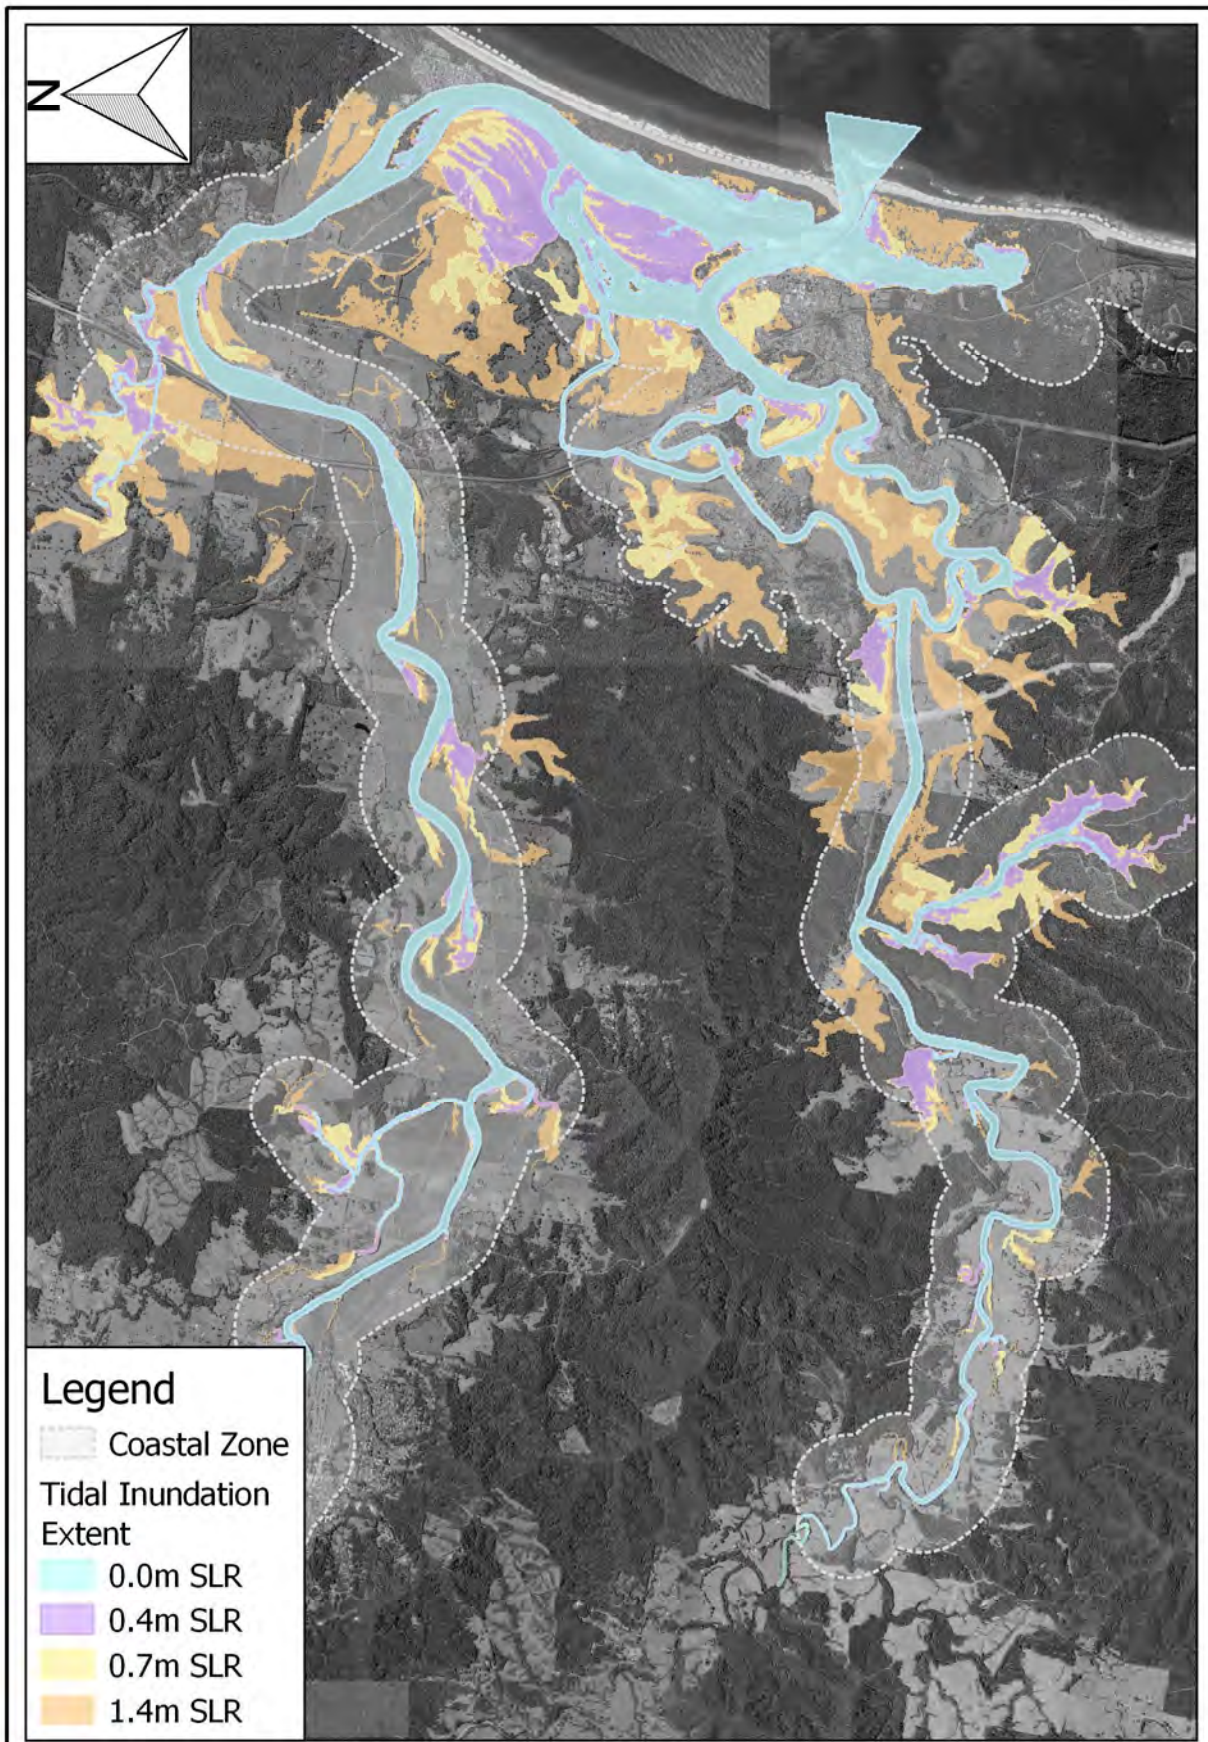 N
Legend
Coastal Zone
Tidal Inundation
Extent
0.0m SLR
0.4m SLR
0.7m SLR
1.4m SLR